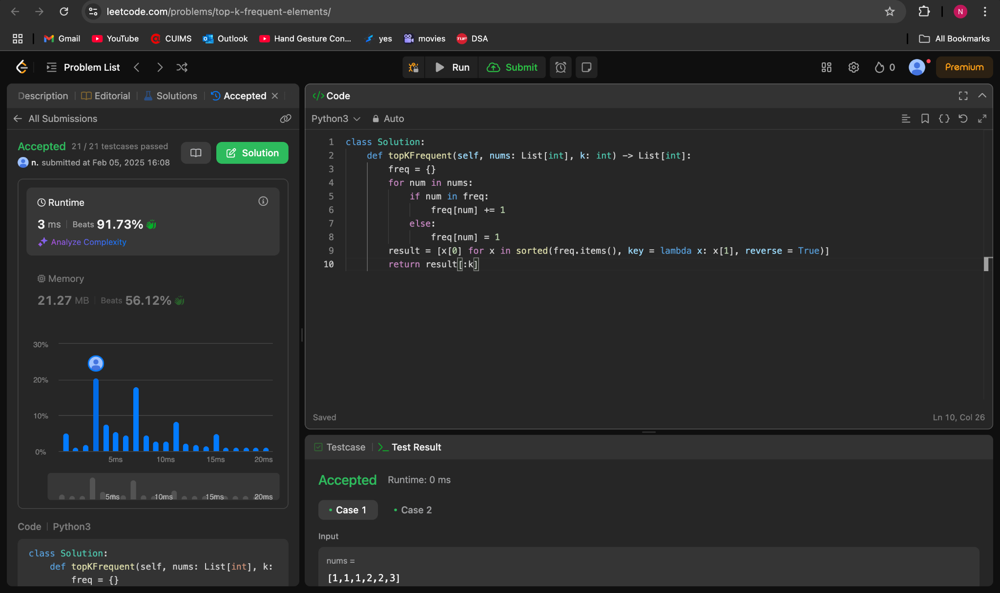 leetcode.com/problems/top-k-frequent-elements/
N
Gmail YouTube CUIMS Outlook Hand Gesture Con... yes movies TUF DSA All Bookmarks
Problem List Run Submit 0 Premium
Description Editorial Solutions Accepted
All Submissions
Accepted 21 / 21 testcases passed
n. submitted at Feb 05, 2025 16:08
Solution
Runtime
3 ms Beats 91.73%
Analyze Complexity
Memory
21.27 MB Beats 56.12%
30%
20%
10%
0%
5ms 10ms 15ms 20ms
5ms 10ms 15ms 20ms
Code Python3
class Solution:
    def topKFrequent(self, nums: List[int], k:
        freq = {}
</> Code
Python3 Auto
1 class Solution:
2     def topKFrequent(self, nums: List[int], k: int) -> List[int]:
3         freq = {}
4         for num in nums:
5             if num in freq:
6                 freq[num] += 1
7             else:
8                 freq[num] = 1
9         result = [x[0] for x in sorted(freq.items(), key = lambda x: x[1], reverse = True)]
10         return result[:k]
Saved Ln 10, Col 26
Testcase >_ Test Result
Accepted Runtime: 0 ms
• Case 1 • Case 2
Input
nums =
[1,1,1,2,2,3]